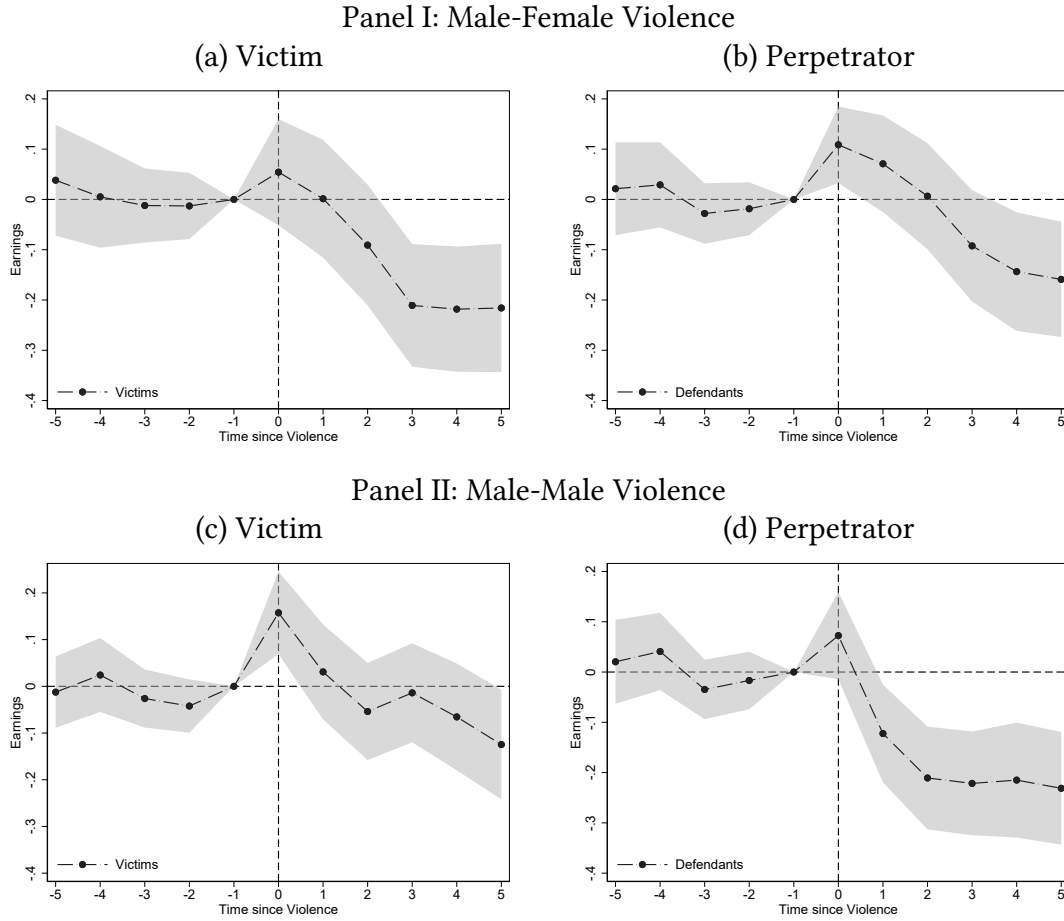 Panel I: Male-Female Violence
(a) Victim
(b) Perpetrator
Earnings
.2
.1
0
-.1
-.2
-.3
-.4
Victims
-5 -4 -3 -2 -1 0 1 2 3 4 5
Time since Violence
Earnings
.2
.1
0
-.1
-.2
-.3
-.4
Defendants
-5 -4 -3 -2 -1 0 1 2 3 4 5
Time since Violence
Panel II: Male-Male Violence
(c) Victim
(d) Perpetrator
Earnings
.2
.1
0
-.1
-.2
-.3
-.4
Victims
-5 -4 -3 -2 -1 0 1 2 3 4 5
Time since Violence
Earnings
.2
.1
0
-.1
-.2
-.3
-.4
Defendants
-5 -4 -3 -2 -1 0 1 2 3 4 5
Time since Violence